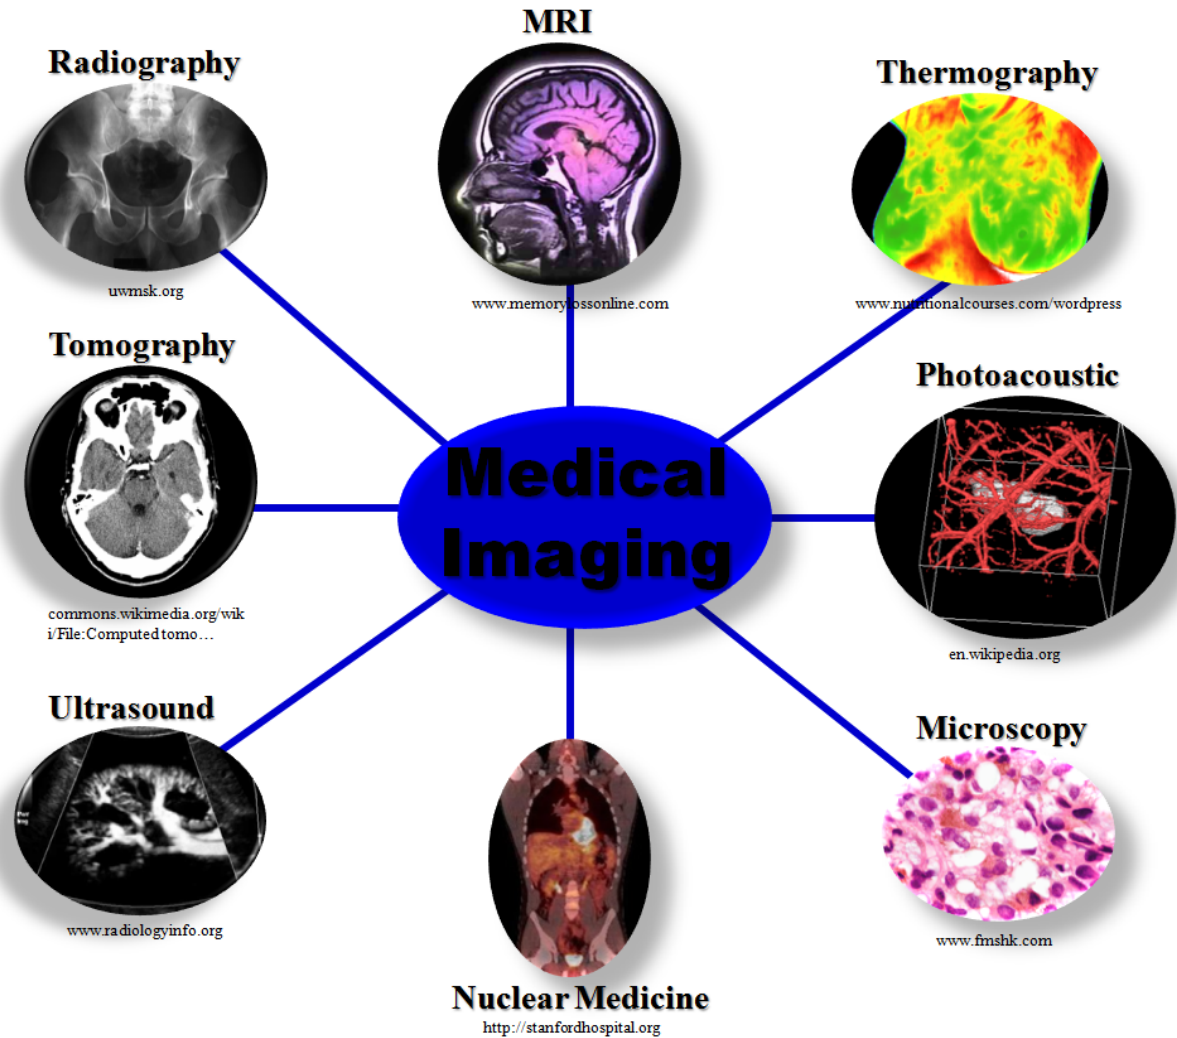 MRI
Radiography
Thermography
uwmsk.org
www.memorylossonline.com
www.nutritionalcourses.com/wordpress
Tomography
Photoacoustic
Medical
Imaging
commons.wikimedia.org/wik
i/File:Computed tomo…
en.wikipedia.org
Ultrasound
Microscopy
www.radiologyinfo.org
www.fmshk.com
Nuclear Medicine
http://stanfordhospital.org